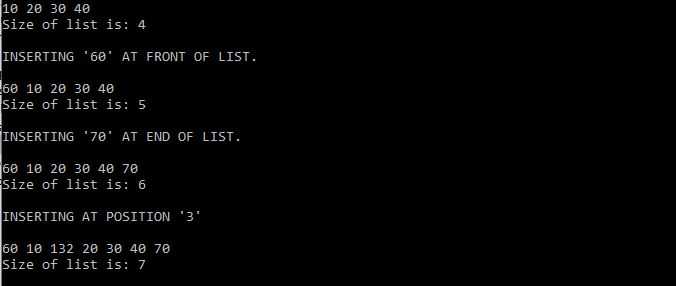 10 20 30 40
Size of list is: 4
INSERTING '60' AT FRONT OF LIST.
60 10 20 30 40
Size of list is: 5
INSERTING '70' AT END OF LIST.
60 10 20 30 40 70
Size of list is: 6
INSERTING AT POSITION '3'
60 10 132 20 30 40 70
Size of list is: 7